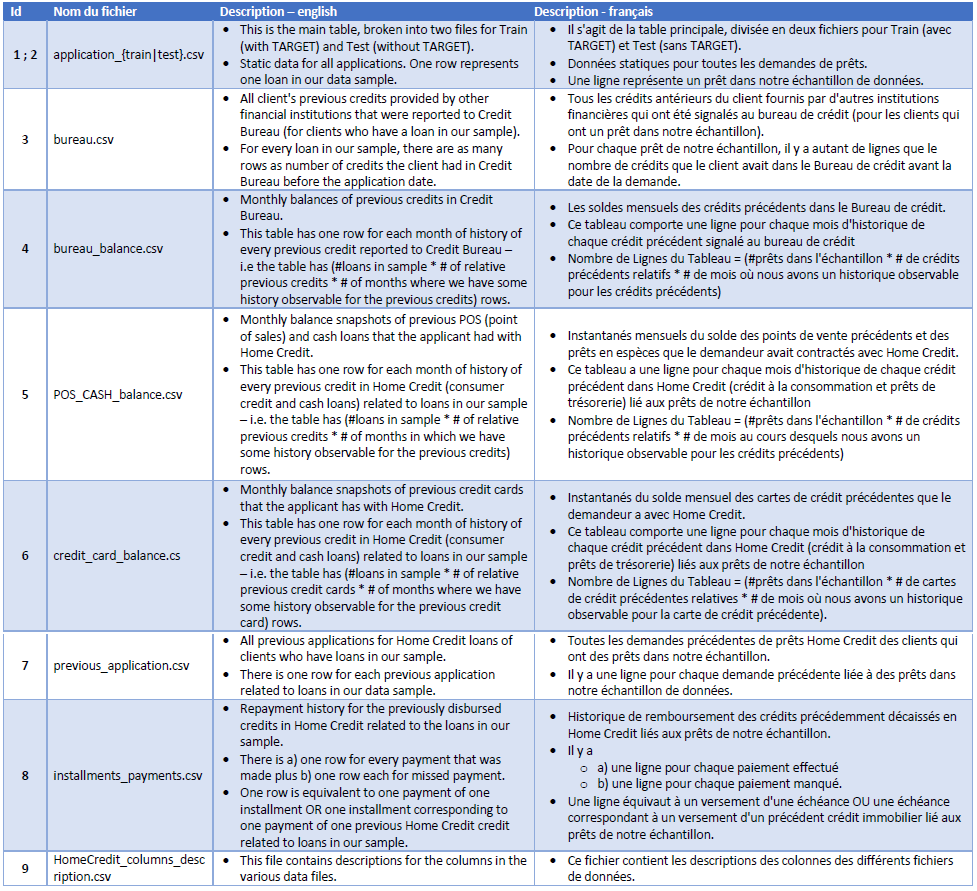 Id Nom du fichier Description – english Description - français
1 ; 2 application_{train|test}.csv
• This is the main table, broken into two files for Train
(with TARGET) and Test (without TARGET).
• Static data for all applications. One row represents
one loan in our data sample.
• Il s'agit de la table principale, divisée en deux fichiers pour Train (avec
TARGET) et Test (sans TARGET).
• Données statiques pour toutes les demandes de prêts.
• Une ligne représente un prêt dans notre échantillon de données.
3 bureau.csv
• All client's previous credits provided by other
financial institutions that were reported to Credit
Bureau (for clients who have a loan in our sample).
• For every loan in our sample, there are as many
rows as number of credits the client had in Credit
Bureau before the application date.
• Tous les crédits antérieurs du client fournis par d'autres institutions
financières qui ont été signalés au bureau de crédit (pour les clients qui
ont un prêt dans notre échantillon).
• Pour chaque prêt de notre échantillon, il y a autant de lignes que le
nombre de crédits que le client avait dans le Bureau de crédit avant la
date de la demande.
4 bureau_balance.csv
• Monthly balances of previous credits in Credit
Bureau.
• This table has one row for each month of history of
every previous credit reported to Credit Bureau –
i.e the table has (#loans in sample * # of relative
previous credits * # of months where we have some
history observable for the previous credits) rows.
• Les soldes mensuels des crédits précédents dans le Bureau de crédit.
• Ce tableau comporte une ligne pour chaque mois d'historique de
chaque crédit précédent signalé au bureau de crédit
• Nombre de Lignes du Tableau = (#prêts dans l'échantillon * # de crédits
précédents relatifs * # de mois où nous avons un historique observable
pour les crédits précédents)
5 POS_CASH_balance.csv
• Monthly balance snapshots of previous POS (point
of sales) and cash loans that the applicant had with
Home Credit.
• This table has one row for each month of history of
every previous credit in Home Credit (consumer
credit and cash loans) related to loans in our sample
– i.e. the table has (#loans in sample * # of relative
previous credits * # of months in which we have
some history observable for the previous credits)
rows.
• Instantanés mensuels du solde des points de vente précédents et des
prêts en espèces que le demandeur avait contractés avec Home Credit.
• Ce tableau a une ligne pour chaque mois d'historique de chaque crédit
précédent dans Home Credit (crédit à la consommation et prêts de
trésorerie) lié aux prêts de notre échantillon
• Nombre de Lignes du Tableau = (#prêts dans l'échantillon * # de crédits
précédents relatifs * # de mois au cours desquels nous avons un
historique observable pour les crédits précédents)
6 credit_card_balance.cs
• Monthly balance snapshots of previous credit cards
that the applicant has with Home Credit.
• This table has one row for each month of history of
every previous credit in Home Credit (consumer
credit and cash loans) related to loans in our sample
– i.e. the table has (#loans in sample * # of relative
previous credit cards * # of months where we have
some history observable for the previous credit
card) rows.
• Instantanés du solde mensuel des cartes de crédit précédentes que le
demandeur a avec Home Credit.
• Ce tableau comporte une ligne pour chaque mois d'historique de
chaque crédit précédent dans Home Credit (crédit à la consommation et
prêts de trésorerie) liés aux prêts de notre échantillon
• Nombre de Lignes du Tableau = (#prêts dans l'échantillon * # de cartes
de crédit précédentes relatives * # de mois où nous avons un historique
observable pour la carte de crédit précédente).
7 previous_application.csv
• All previous applications for Home Credit loans of
clients who have loans in our sample.
• There is one row for each previous application
related to loans in our data sample.
• Toutes les demandes précédentes de prêts Home Credit des clients qui
ont des prêts dans notre échantillon.
• Il y a une ligne pour chaque demande précédente liée à des prêts dans
notre échantillon de données.
8 installments_payments.csv
• Repayment history for the previously disbursed
credits in Home Credit related to the loans in our
sample.
• There is a) one row for every payment that was
made plus b) one row each for missed payment.
• One row is equivalent to one payment of one
installment OR one installment corresponding to
one payment of one previous Home Credit credit
related to loans in our sample.
• Historique de remboursement des crédits précédemment décaissés en
Home Credit liés aux prêts de notre échantillon.
• Il y a
o a) une ligne pour chaque paiement effectué
o b) une ligne pour chaque paiement manqué.
• Une ligne équivaut à un versement d'une échéance OU une échéance
correspondant à un versement d'un précédent crédit immobilier lié aux
prêts de notre échantillon.
9 HomeCredit_columns_desc
ription.csv
• This file contains descriptions for the columns in the
various data files.
• Ce fichier contient les descriptions des colonnes des différents fichiers
de données.